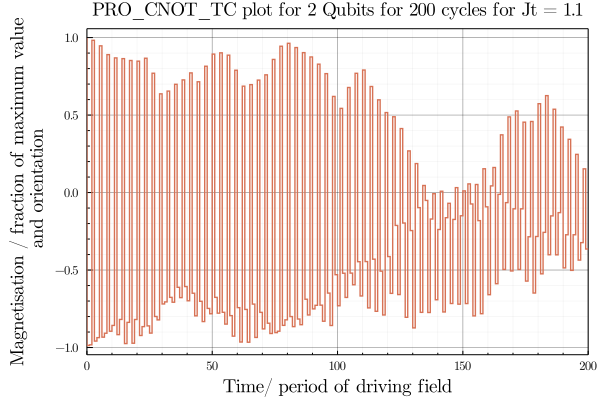 PRO_CNOT_TC plot for 2 Qubits for 200 cycles for Jt = 1.1
Magnetisation / fraction of maximum value
and orientation
1.0
0.5
0.0
−0.5
−1.0
0
50
100
150
200
Time/ period of driving field